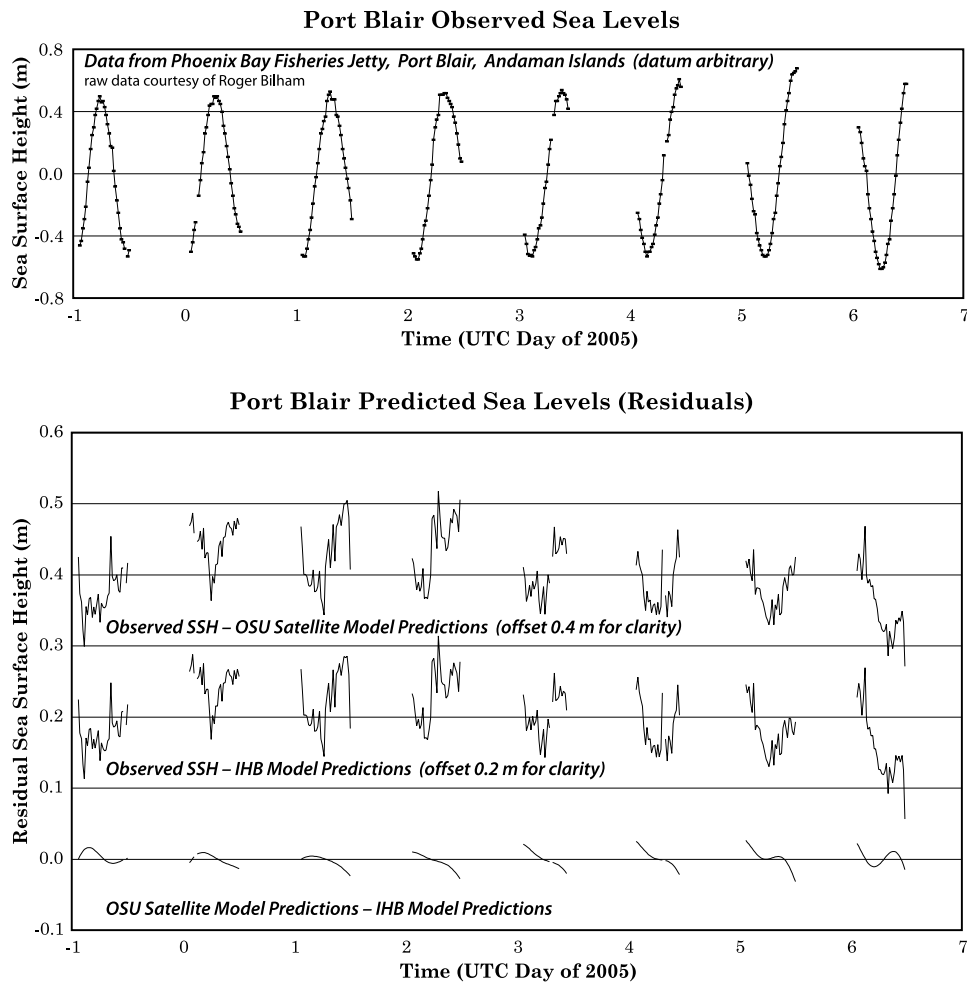 Port Blair Observed Sea Levels
Data from Phoenix Bay Fisheries Jetty, Port Blair, Andaman Islands (datum arbitrary)
raw data courtesy of Roger Bilham
Sea Surface Height (m)
0.8
0.4
0.0
-0.4
-0.8
-1 0 1 2 3 4 5 6 7
Time (UTC Day of 2005)
Port Blair Predicted Sea Levels (Residuals)
Residual Sea Surface Height (m)
0.6
0.5
0.4
Observed SSH – OSU Satellite Model Predictions (offset 0.4 m for clarity)
0.3
0.2
Observed SSH – IHB Model Predictions (offset 0.2 m for clarity)
0.1
0.0
OSU Satellite Model Predictions – IHB Model Predictions
-0.1
-1 0 1 2 3 4 5 6 7
Time (UTC Day of 2005)